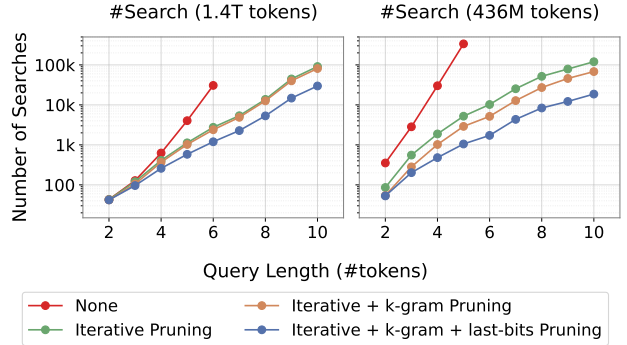 #Search (1.4T tokens) #Search (436M tokens)
Number of Searches
100k
10k
1k
100
2 4 6 8 10 2 4 6 8 10
Query Length (#tokens)
None Iterative + k-gram Pruning
Iterative Pruning Iterative + k-gram + last-bits Pruning